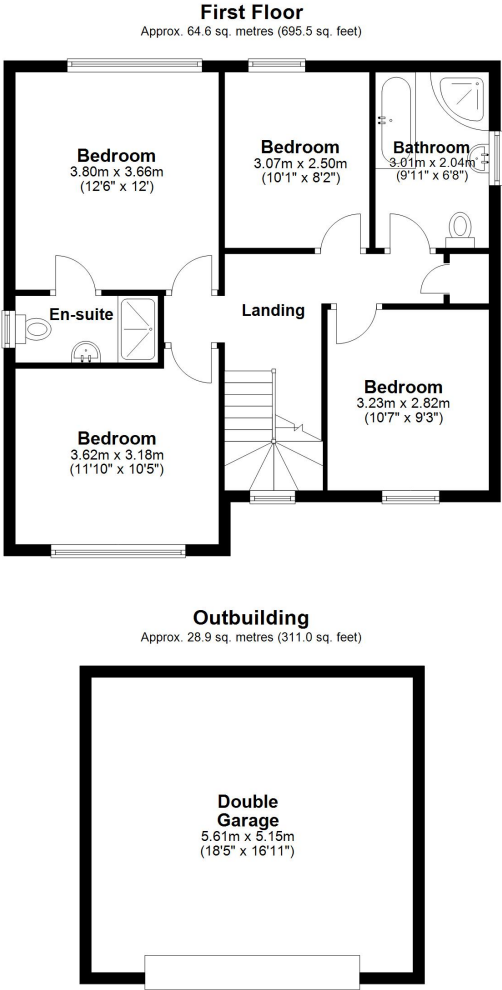 First Floor
Approx. 64.6 sq. metres (695.5 sq. feet)
Bedroom
3.80m x 3.66m
(12'6" x 12')
Bedroom
3.07m x 2.50m
(10'1" x 8'2")
Bathroom
3.01m x 2.04m
(9'11" x 6'8")
En-suite
Landing
Bedroom
3.23m x 2.82m
(10'7" x 9'3")
Bedroom
3.62m x 3.18m
(11'10" x 10'5")
Outbuilding
Approx. 28.9 sq. metres (311.0 sq. feet)
Double
Garage
5.61m x 5.15m
(18'5" x 16'11")